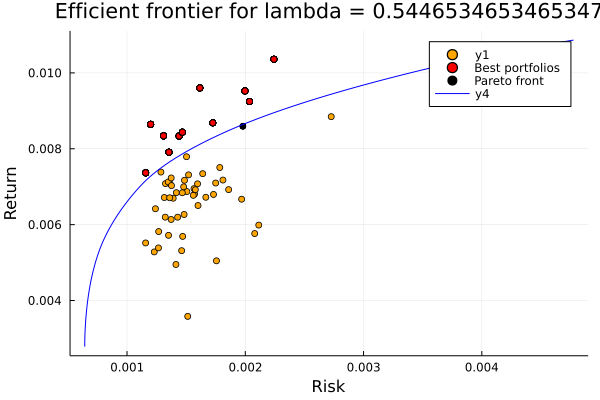 Efficient frontier for lambda = 0.5446534653465347
y1
Best portfolios
Pareto front
y4
0.010
0.008
0.006
0.004
Return
0.001 0.002 0.003 0.004
Risk